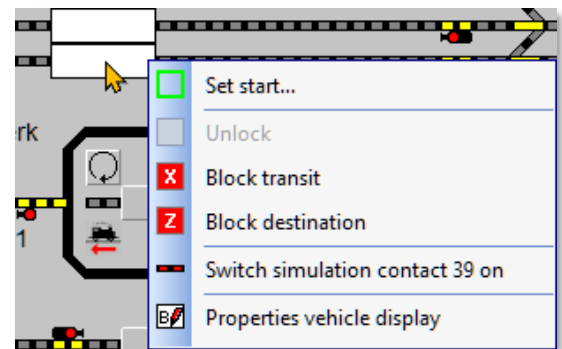 Set start...
rk
Unlock
X Block transit
Z Block destination
1
Switch simulation contact 39 on
B Properties vehicle display